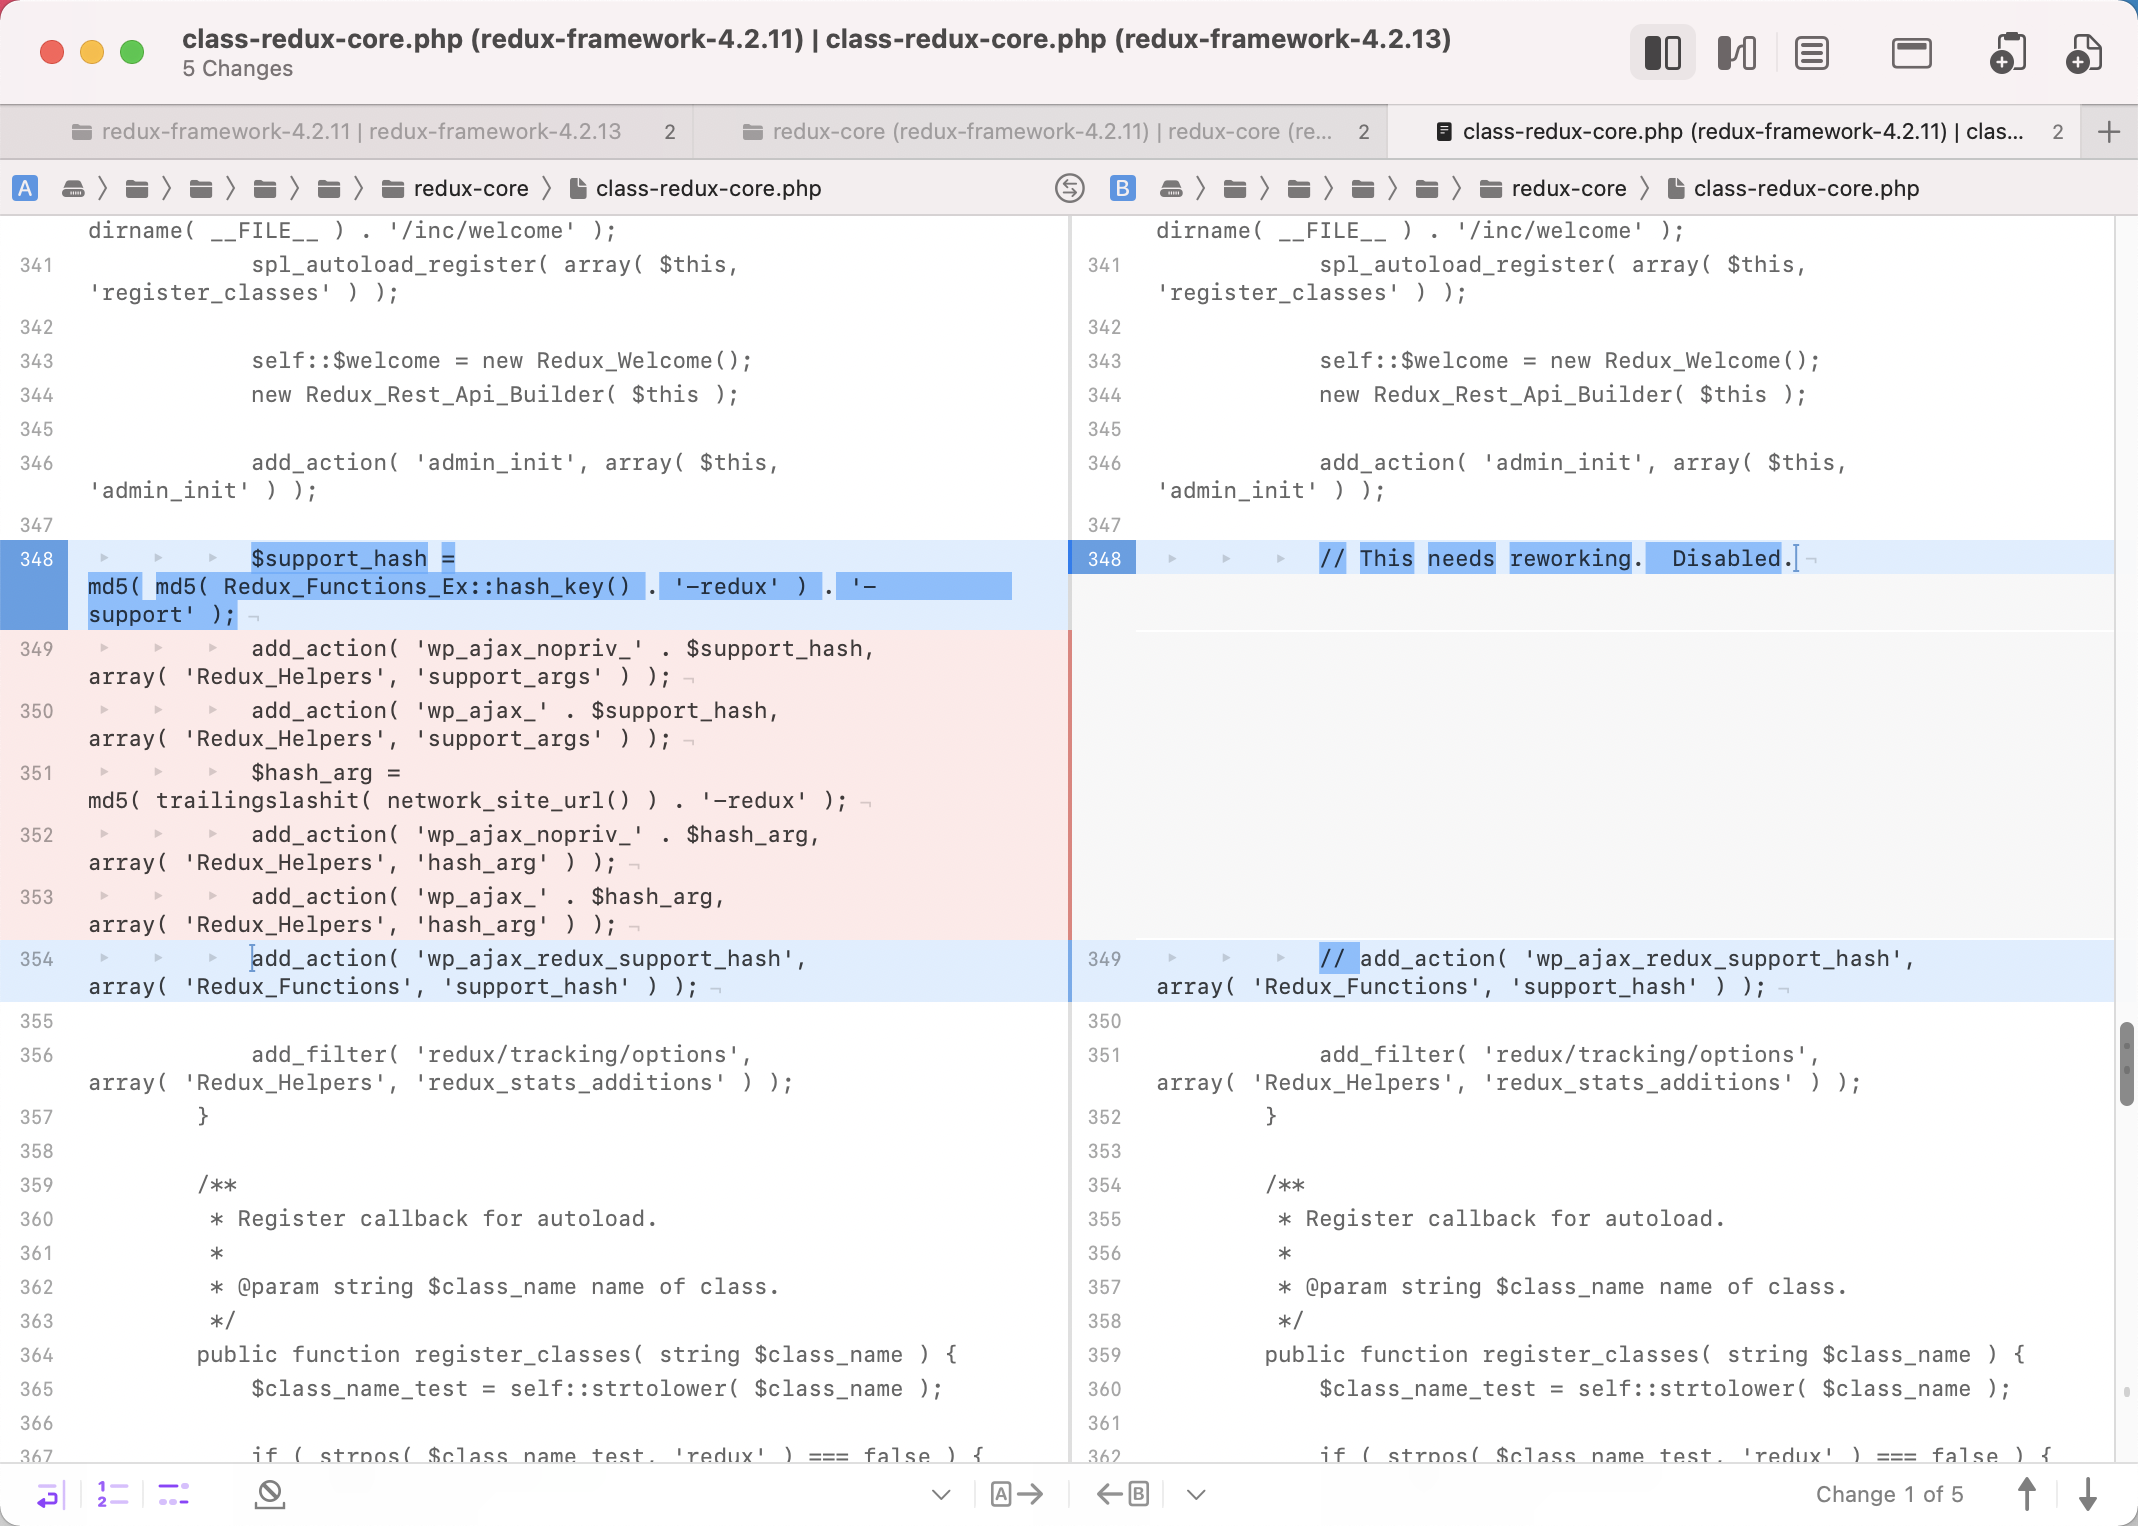 class-redux-core.php (redux-framework-4.2.11) | class-redux-core.php (redux-framework-4.2.13)
5 Changes
redux-framework-4.2.11 | redux-framework-4.2.13 2
redux-core (redux-framework-4.2.11) | redux-core (re... 2
class-redux-core.php (redux-framework-4.2.11) | clas... 2
A redux-core class-redux-core.php
B redux-core class-redux-core.php
dirname( __FILE__ ) . '/inc/welcome' );
341 spl_autoload_register( array( $this,
'register_classes' ) );
342
343 self::$welcome = new Redux_Welcome();
344 new Redux_Rest_Api_Builder( $this );
345
346 add_action( 'admin_init', array( $this,
'admin_init' ) );
347
348 $support_hash =
md5( md5( Redux_Functions_Ex::hash_key() . '-redux' ) . '-
support' );
349 add_action( 'wp_ajax_nopriv_' . $support_hash,
array( 'Redux_Helpers', 'support_args' ) );
350 add_action( 'wp_ajax_' . $support_hash,
array( 'Redux_Helpers', 'support_args' ) );
351 $hash_arg =
md5( trailingslashit( network_site_url() ) . '-redux' );
352 add_action( 'wp_ajax_nopriv_' . $hash_arg,
array( 'Redux_Helpers', 'hash_arg' ) );
353 add_action( 'wp_ajax_' . $hash_arg,
array( 'Redux_Helpers', 'hash_arg' ) );
354 add_action( 'wp_ajax_redux_support_hash',
array( 'Redux_Functions', 'support_hash' ) );
355
356 add_filter( 'redux/tracking/options',
array( 'Redux_Helpers', 'redux_stats_additions' ) );
357 }
358
359 /**
360 * Register callback for autoload.
361 *
362 * @param string $class_name name of class.
363 */
364 public function register_classes( string $class_name ) {
365 $class_name_test = self::strtolower( $class_name );
366
367 if ( strpos( $class_name_test, 'redux' ) === false ) {
dirname( __FILE__ ) . '/inc/welcome' );
341 spl_autoload_register( array( $this,
'register_classes' ) );
342
343 self::$welcome = new Redux_Welcome();
344 new Redux_Rest_Api_Builder( $this );
345
346 add_action( 'admin_init', array( $this,
'admin_init' ) );
347
348 // This needs reworking.  Disabled.
349 // add_action( 'wp_ajax_redux_support_hash',
array( 'Redux_Functions', 'support_hash' ) );
350
351 add_filter( 'redux/tracking/options',
array( 'Redux_Helpers', 'redux_stats_additions' ) );
352 }
353
354 /**
355 * Register callback for autoload.
356 *
357 * @param string $class_name name of class.
358 */
359 public function register_classes( string $class_name ) {
360 $class_name_test = self::strtolower( $class_name );
361
362 if ( strpos( $class_name_test, 'redux' ) === false ) {
1
2
A
B
Change 1 of 5